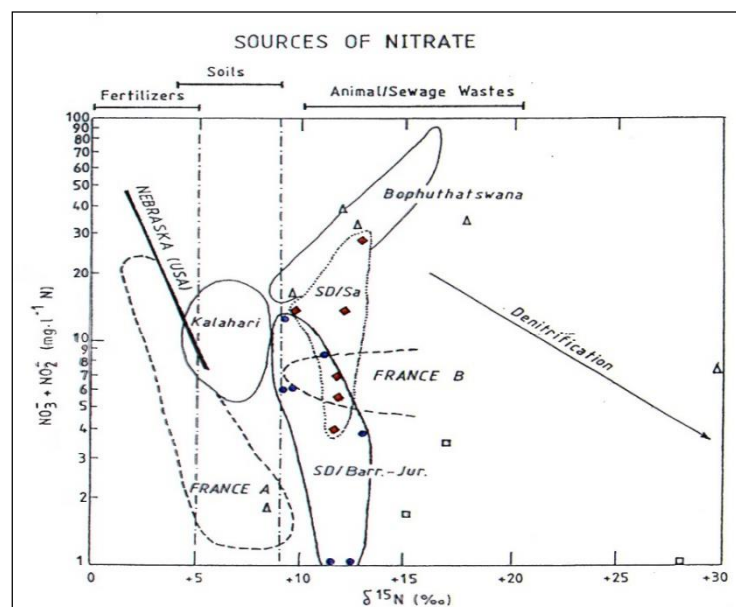 SOURCES OF NITRATE
Soils
Fertilizers
Animal/Sewage Wastes
100
90
80
70
60
50
40
30
20
10
9
8
7
6
5
4
3
2
1
NO₃⁻ + NO₂⁻ (mg·l⁻¹ N)
NEBRASKA (USA)
Bophuthatswana
SD/Sa
Kalahari
Denitrification
FRANCE B
SD/Barr.-Jur.
FRANCE A
0
+5
+10
+15
+20
+25
+30
δ¹⁵N (‰)